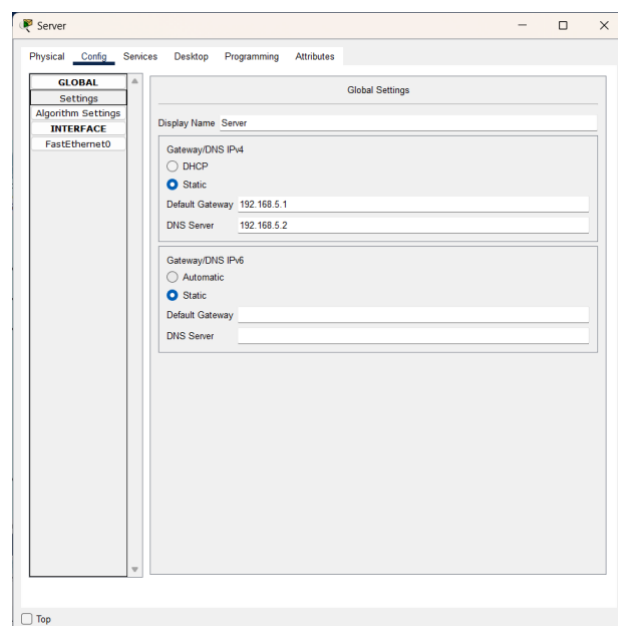 Server
Physical Config Services Desktop Programming Attributes
GLOBAL
Settings
Algorithm Settings
INTERFACE
FastEthernet0
Global Settings
Display Name Server
Gateway/DNS IPv4
DHCP
Static
Default Gateway 192.168.5.1
DNS Server 192.168.5.2
Gateway/DNS IPv6
Automatic
Static
Default Gateway
DNS Server
Top